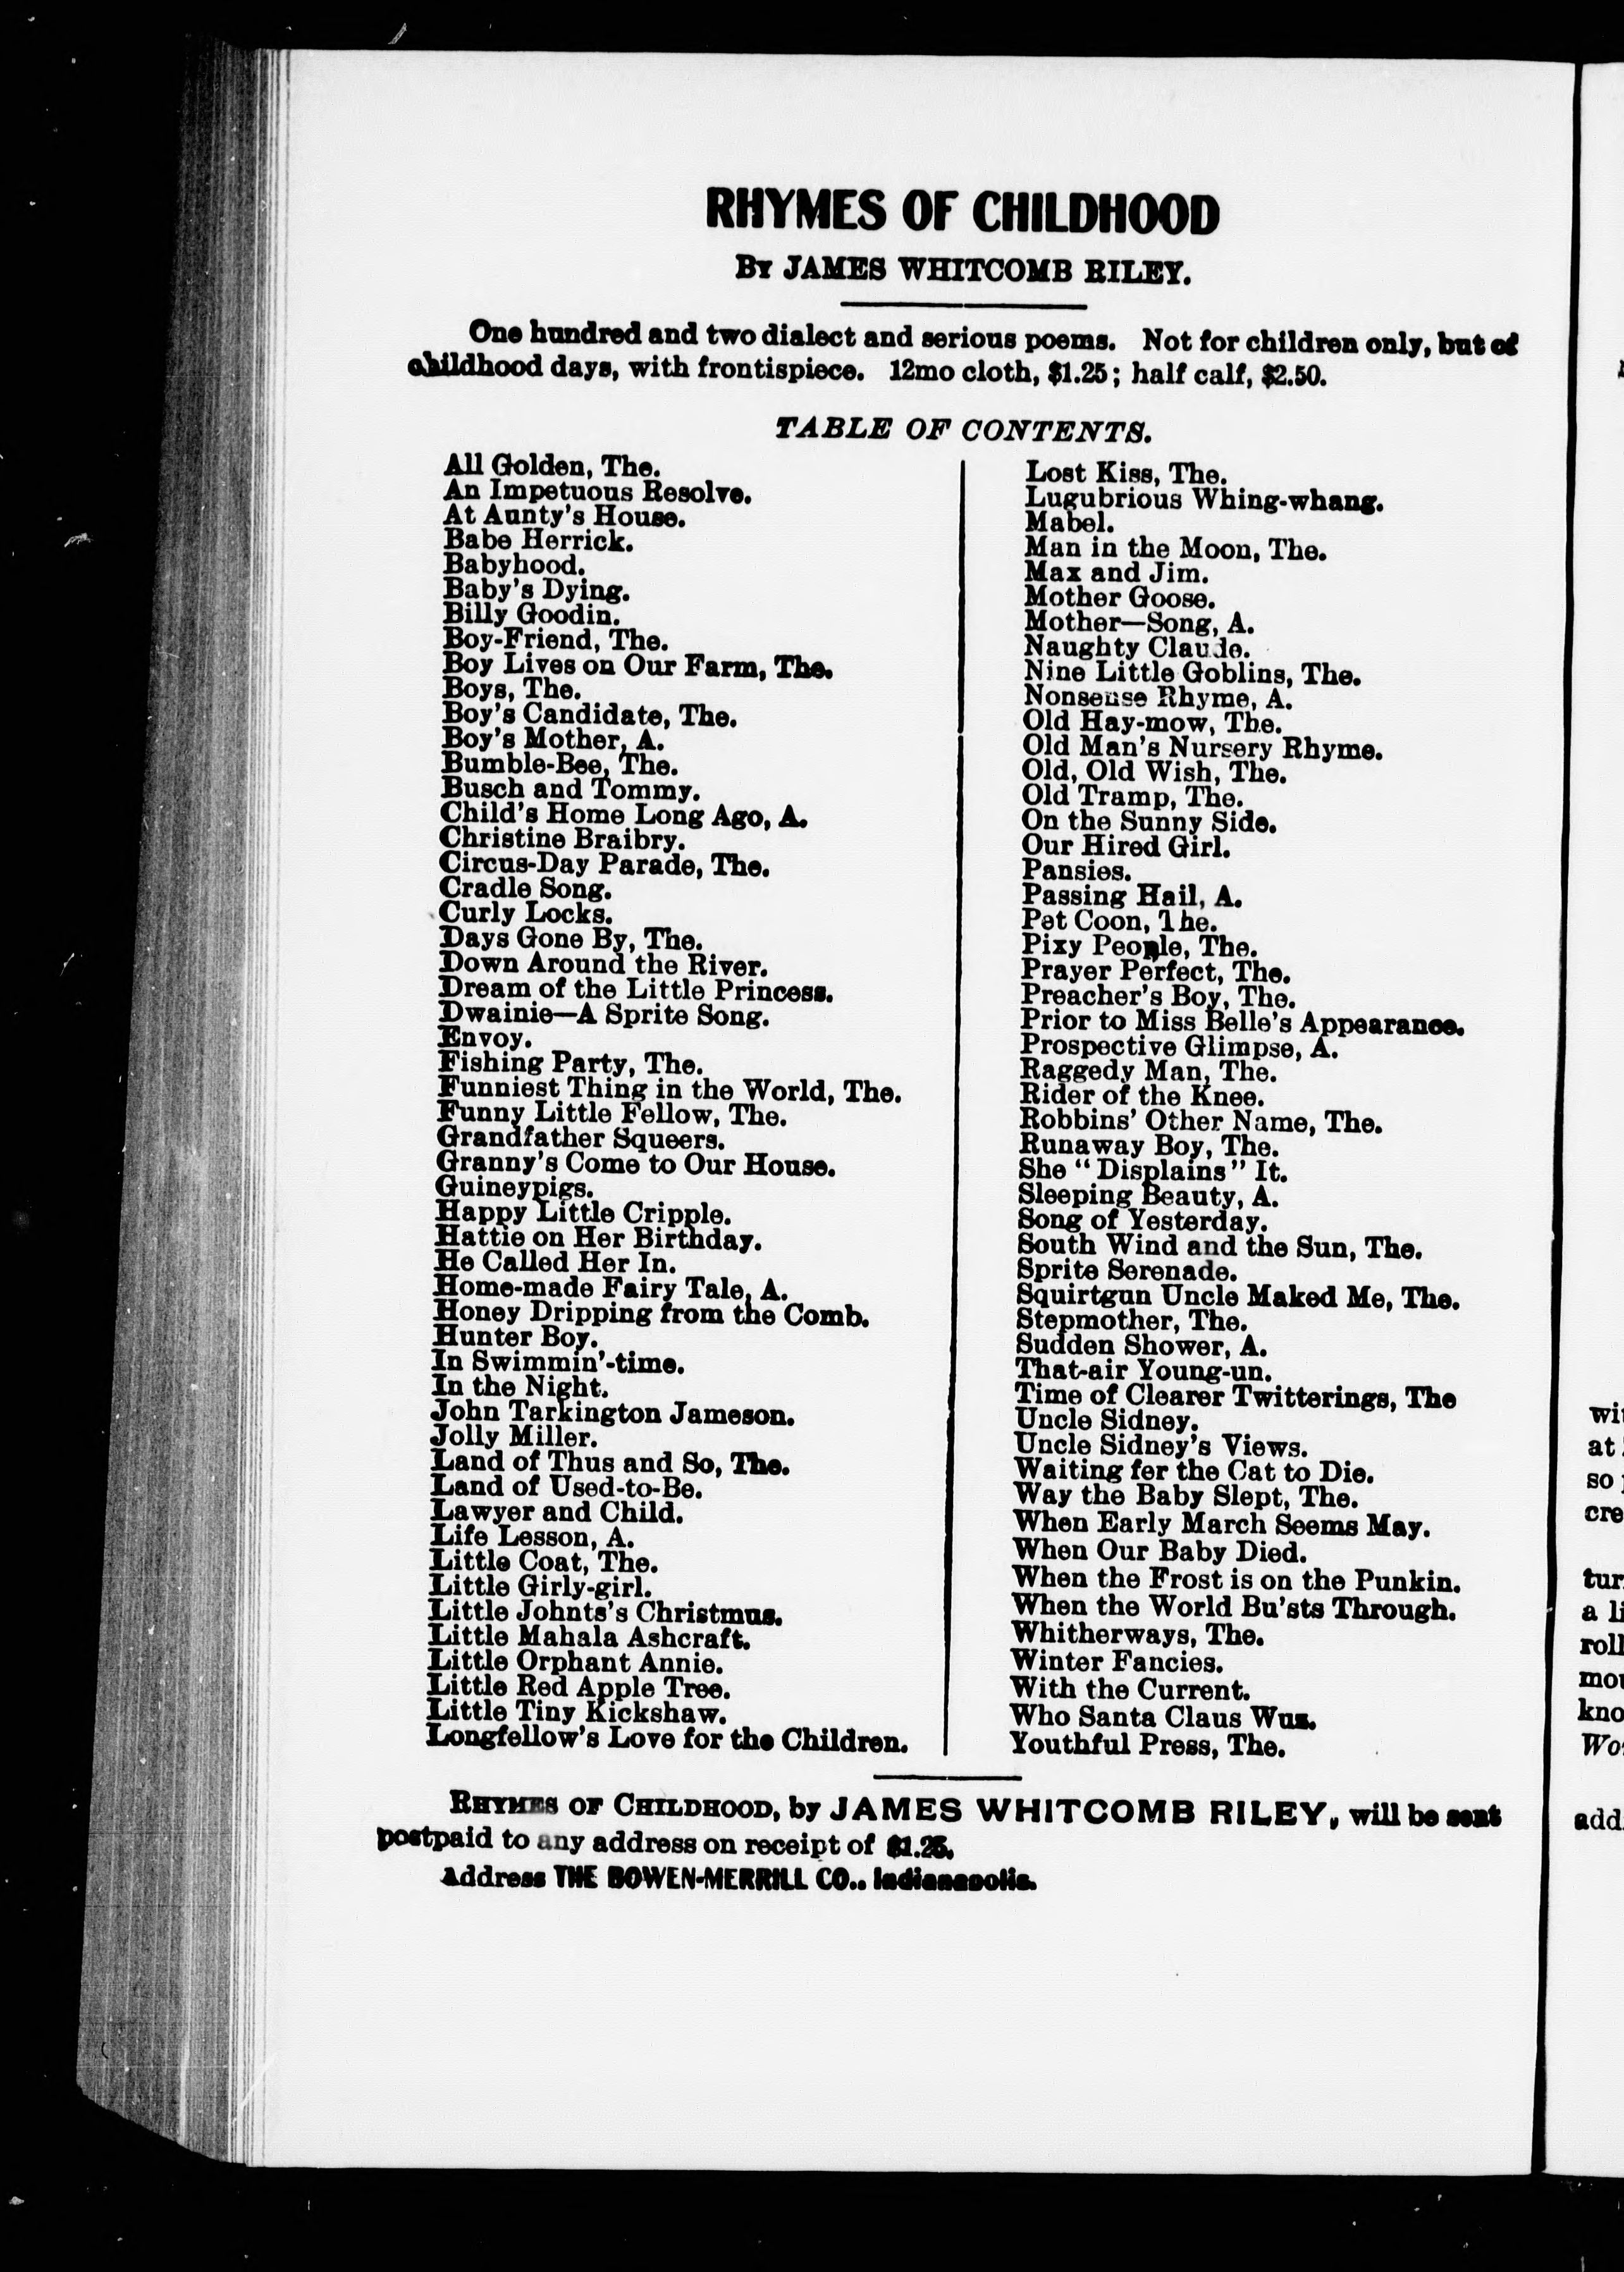 RHYMES OF CHILDHOOD
BY JAMES WHITCOMB RILEY.
One hundred and two dialect and serious poems. Not for children only, but of
childhood days, with frontispiece. 12mo cloth, $1.25; half calf, $2.50.
TABLE OF CONTENTS.
All Golden, The.
An Impetuous Resolve.
At Aunty's House.
Babe Herrick.
Babyhood.
Baby's Dying.
Billy Goodin.
Boy-Friend, The.
Boy Lives on Our Farm, The.
Boys, The.
Boy's Candidate, The.
Boy's Mother, A.
Bumble-Bee, The.
Busch and Tommy.
Child's Home Long Ago, A.
Christine Braibry.
Circus-Day Parade, The.
Cradle Song.
Curly Locks.
Days Gone By, The.
Down Around the River.
Dream of the Little Princess.
Dwainie—A Sprite Song.
Envoy.
Fishing Party, The.
Funniest Thing in the World, The.
Funny Little Fellow, The.
Grandfather Squeers.
Granny's Come to Our House.
Guineypigs.
Happy Little Cripple.
Hattie on Her Birthday.
He Called Her In.
Home-made Fairy Tale, A.
Honey Dripping from the Comb.
Hunter Boy.
In Swimmin'-time.
In the Night.
John Tarkington Jameson.
Jolly Miller.
Land of Thus and So, The.
Land of Used-to-Be.
Lawyer and Child.
Life Lesson, A.
Little Coat, The.
Little Girly-girl.
Little Johnts's Christmus.
Little Mahala Ashcraft.
Little Orphant Annie.
Little Red Apple Tree.
Little Tiny Kickshaw.
Longfellow's Love for the Children.
Lost Kiss, The.
Lugubrious Whing-whang.
Mabel.
Man in the Moon, The.
Max and Jim.
Mother Goose.
Mother—Song, A.
Naughty Claude.
Nine Little Goblins, The.
Nonsense Rhyme, A.
Old Hay-mow, The.
Old Man's Nursery Rhyme.
Old, Old Wish, The.
Old Tramp, The.
On the Sunny Side.
Our Hired Girl.
Pansies.
Passing Hail, A.
Pet Coon, The.
Pixy People, The.
Prayer Perfect, The.
Preacher's Boy, The.
Prior to Miss Belle's Appearance.
Prospective Glimpse, A.
Raggedy Man, The.
Rider of the Knee.
Robbins' Other Name, The.
Runaway Boy, The.
She "Displains" It.
Sleeping Beauty, A.
Song of Yesterday.
South Wind and the Sun, The.
Sprite Serenade.
Squirtgun Uncle Maked Me, The.
Stepmother, The.
Sudden Shower, A.
That-air Young-un.
Time of Clearer Twitterings, The
Uncle Sidney.
Uncle Sidney's Views.
Waiting fer the Cat to Die.
Way the Baby Slept, The.
When Early March Seems May.
When Our Baby Died.
When the Frost is on the Punkin.
When the World Bu'sts Through.
Whitherways, The.
Winter Fancies.
With the Current.
Who Santa Claus Wus.
Youthful Press, The.
RHYMES OF CHILDHOOD, by JAMES WHITCOMB RILEY, will be sent
postpaid to any address on receipt of $1.25.
Address THE BOWEN-MERRILL CO.. Indianapolis.
at
so
cre
tur
a li
roll
kno
add